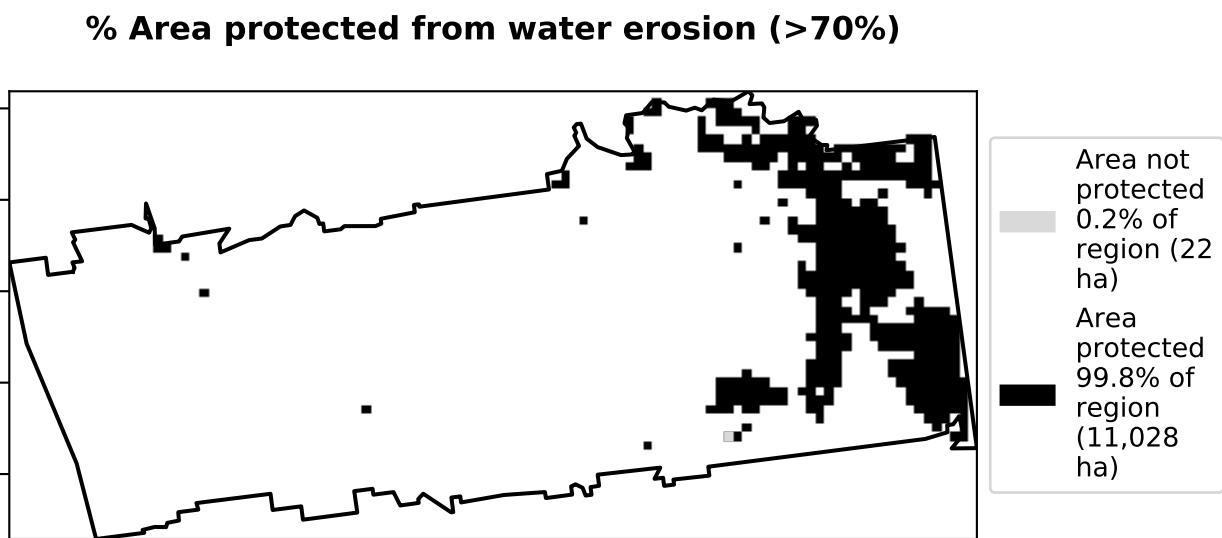 % Area protected from water erosion (>70%)
Area not
protected
0.2% of
region (22
ha)
Area
protected
99.8% of
region
(11,028
ha)